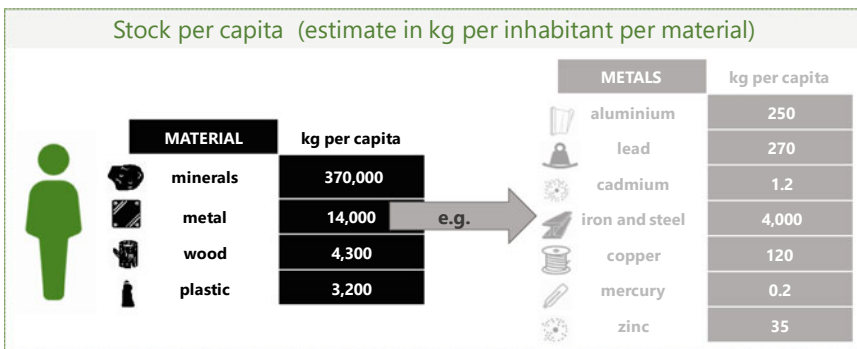 Stock per capita (estimate in kg per inhabitant per material)
MATERIAL kg per capita
minerals 370,000
metal 14,000
wood 4,300
plastic 3,200
e.g.
METALS kg per capita
aluminium 250
lead 270
cadmium 1.2
iron and steel 4,000
copper 120
mercury 0.2
zinc 35